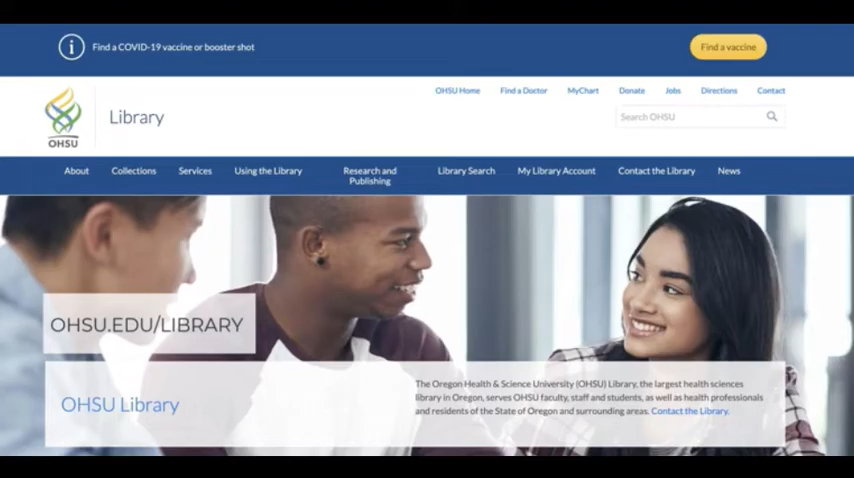 Find a COVID-19 vaccine or booster shot
Find a vaccine
OHSU Home Find a Doctor MyChart Donate Jobs Directions Contact
OHSU
Library
Search OHSU
About Collections Services Using the Library Research and Publishing Library Search My Library Account Contact the Library News
OHSU.EDU/LIBRARY
OHSU Library
The Oregon Health & Science University (OHSU) Library, the largest health sciences
library in Oregon, serves OHSU faculty, staff and students, as well as health professionals
and residents of the State of Oregon and surrounding areas. Contact the Library.